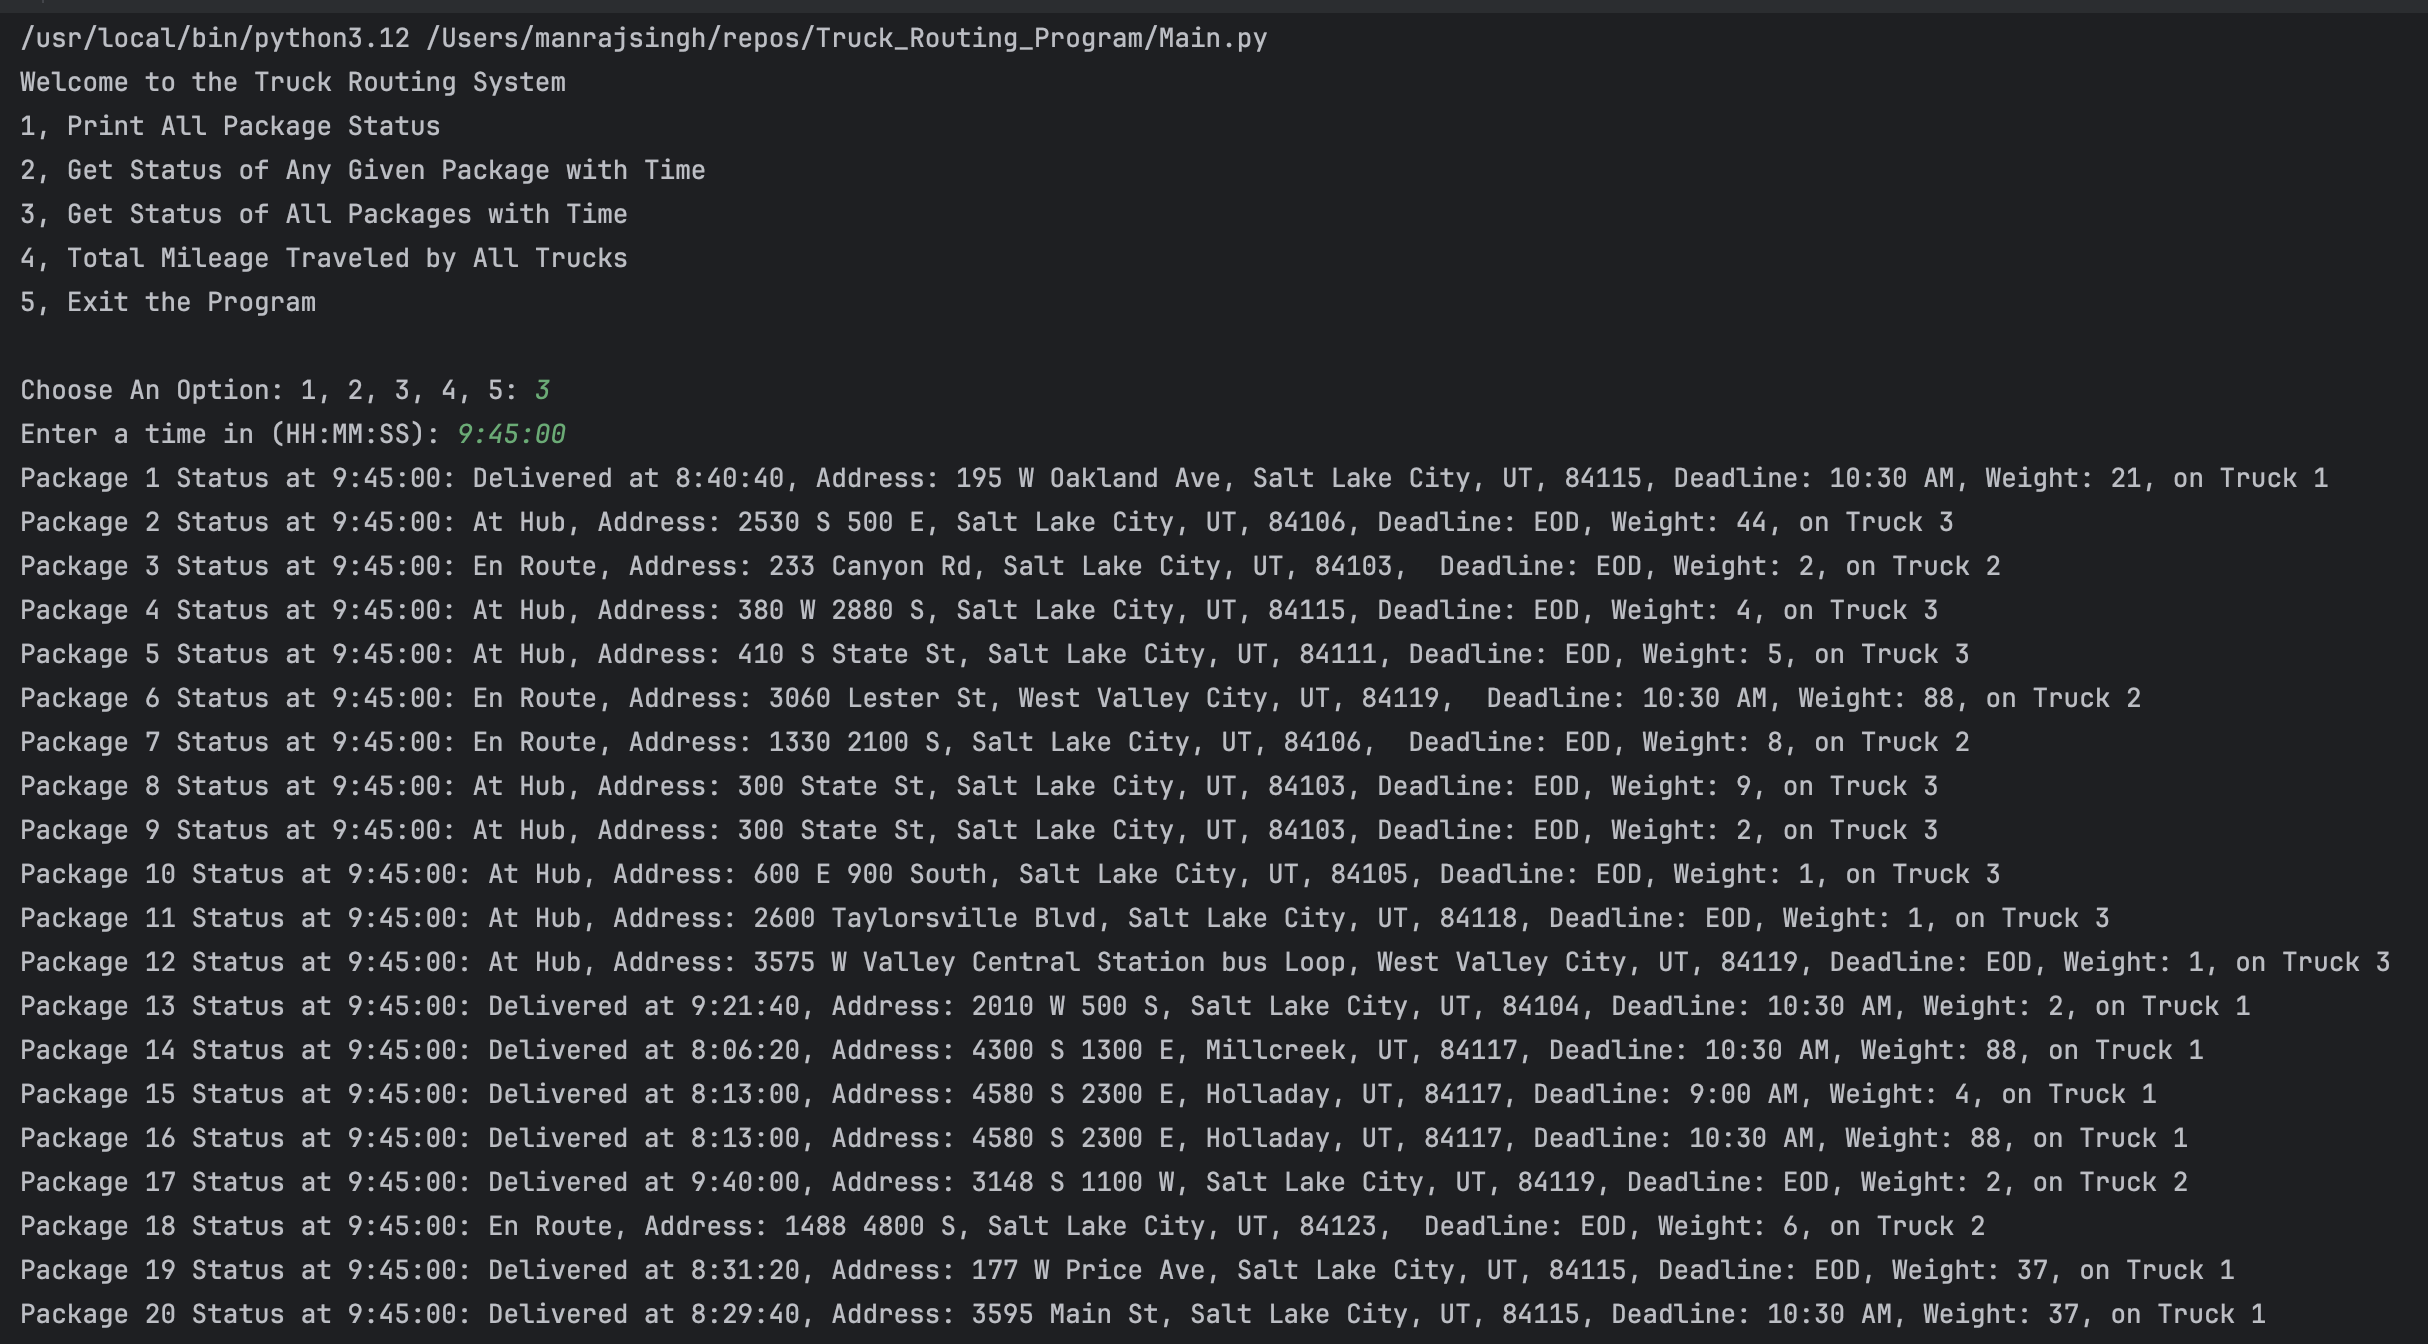 /usr/local/bin/python3.12 /Users/manrajsingh/repos/Truck_Routing_Program/Main.py
Welcome to the Truck Routing System
1, Print All Package Status
2, Get Status of Any Given Package with Time
3, Get Status of All Packages with Time
4, Total Mileage Traveled by All Trucks
5, Exit the Program
Choose An Option: 1, 2, 3, 4, 5: 3
Enter a time in (HH:MM:SS): 9:45:00
Package 1 Status at 9:45:00: Delivered at 8:40:40, Address: 195 W Oakland Ave, Salt Lake City, UT, 84115, Deadline: 10:30 AM, Weight: 21, on Truck 1
Package 2 Status at 9:45:00: At Hub, Address: 2530 S 500 E, Salt Lake City, UT, 84106, Deadline: EOD, Weight: 44, on Truck 3
Package 3 Status at 9:45:00: En Route, Address: 233 Canyon Rd, Salt Lake City, UT, 84103,  Deadline: EOD, Weight: 2, on Truck 2
Package 4 Status at 9:45:00: At Hub, Address: 380 W 2880 S, Salt Lake City, UT, 84115, Deadline: EOD, Weight: 4, on Truck 3
Package 5 Status at 9:45:00: At Hub, Address: 410 S State St, Salt Lake City, UT, 84111, Deadline: EOD, Weight: 5, on Truck 3
Package 6 Status at 9:45:00: En Route, Address: 3060 Lester St, West Valley City, UT, 84119,  Deadline: 10:30 AM, Weight: 88, on Truck 2
Package 7 Status at 9:45:00: En Route, Address: 1330 2100 S, Salt Lake City, UT, 84106,  Deadline: EOD, Weight: 8, on Truck 2
Package 8 Status at 9:45:00: At Hub, Address: 300 State St, Salt Lake City, UT, 84103, Deadline: EOD, Weight: 9, on Truck 3
Package 9 Status at 9:45:00: At Hub, Address: 300 State St, Salt Lake City, UT, 84103, Deadline: EOD, Weight: 2, on Truck 3
Package 10 Status at 9:45:00: At Hub, Address: 600 E 900 South, Salt Lake City, UT, 84105, Deadline: EOD, Weight: 1, on Truck 3
Package 11 Status at 9:45:00: At Hub, Address: 2600 Taylorsville Blvd, Salt Lake City, UT, 84118, Deadline: EOD, Weight: 1, on Truck 3
Package 12 Status at 9:45:00: At Hub, Address: 3575 W Valley Central Station bus Loop, West Valley City, UT, 84119, Deadline: EOD, Weight: 1, on Truck 3
Package 13 Status at 9:45:00: Delivered at 9:21:40, Address: 2010 W 500 S, Salt Lake City, UT, 84104, Deadline: 10:30 AM, Weight: 2, on Truck 1
Package 14 Status at 9:45:00: Delivered at 8:06:20, Address: 4300 S 1300 E, Millcreek, UT, 84117, Deadline: 10:30 AM, Weight: 88, on Truck 1
Package 15 Status at 9:45:00: Delivered at 8:13:00, Address: 4580 S 2300 E, Holladay, UT, 84117, Deadline: 9:00 AM, Weight: 4, on Truck 1
Package 16 Status at 9:45:00: Delivered at 8:13:00, Address: 4580 S 2300 E, Holladay, UT, 84117, Deadline: 10:30 AM, Weight: 88, on Truck 1
Package 17 Status at 9:45:00: Delivered at 9:40:00, Address: 3148 S 1100 W, Salt Lake City, UT, 84119, Deadline: EOD, Weight: 2, on Truck 2
Package 18 Status at 9:45:00: En Route, Address: 1488 4800 S, Salt Lake City, UT, 84123,  Deadline: EOD, Weight: 6, on Truck 2
Package 19 Status at 9:45:00: Delivered at 8:31:20, Address: 177 W Price Ave, Salt Lake City, UT, 84115, Deadline: EOD, Weight: 37, on Truck 1
Package 20 Status at 9:45:00: Delivered at 8:29:40, Address: 3595 Main St, Salt Lake City, UT, 84115, Deadline: 10:30 AM, Weight: 37, on Truck 1